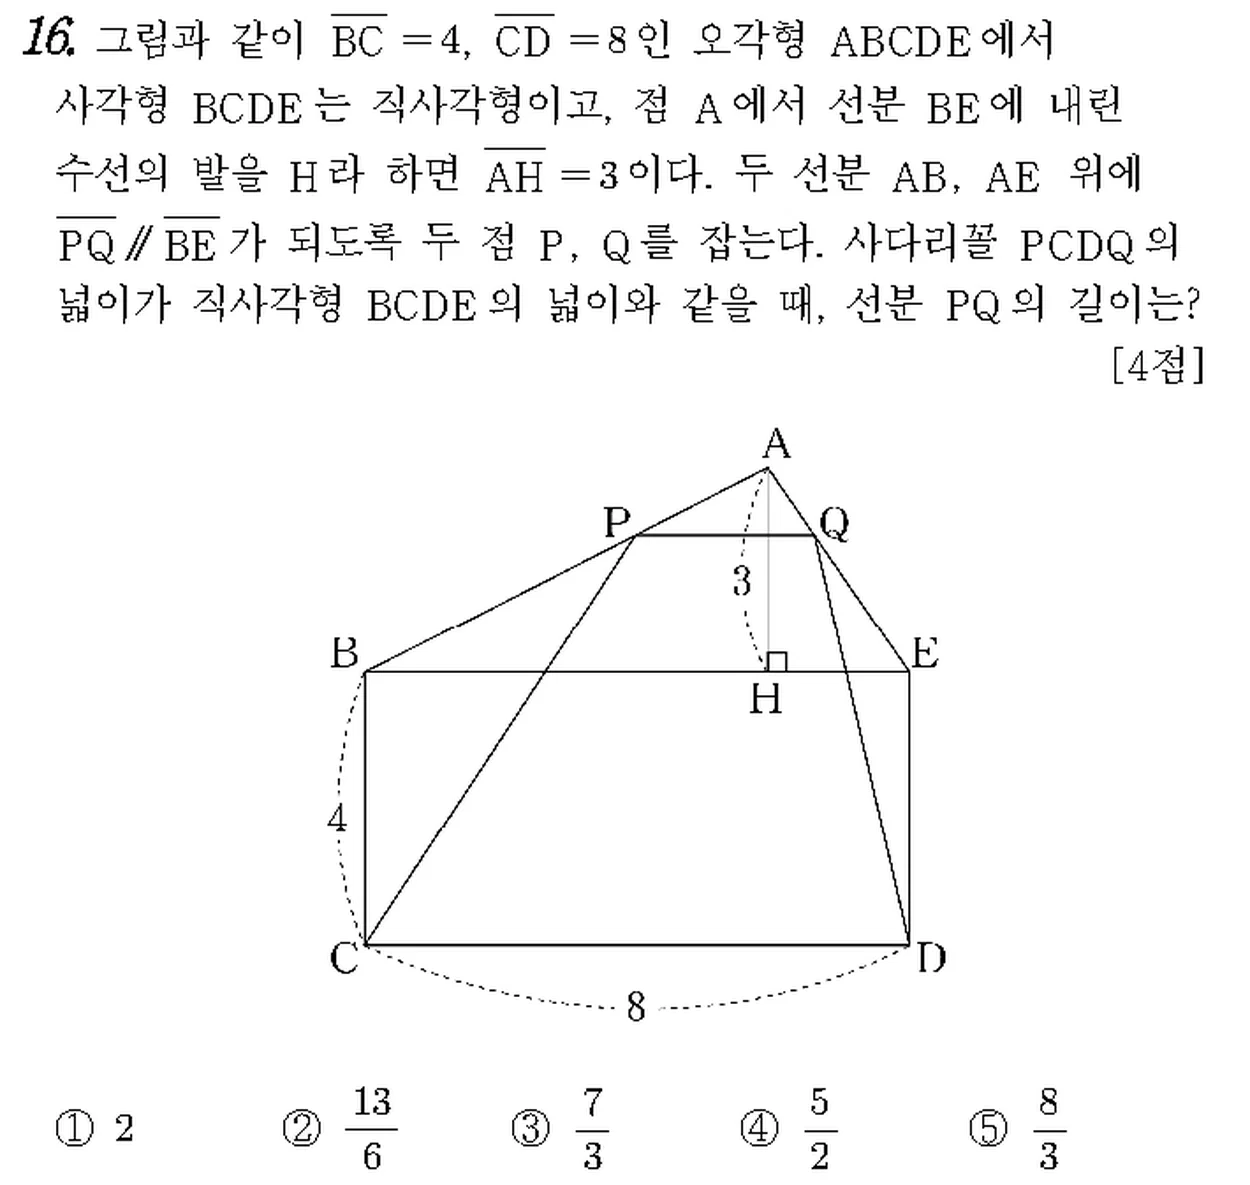 16. 그림과 같이 BC = 4, CD = 8인 오각형 ABCDE에서
사각형 BCDE는 직사각형이고, 점 A에서 선분 BE에 내린
수선의 발을 H라 하면 AH = 3이다. 두 선분 AB, AE 위에
PQ // BE가 되도록 두 점 P, Q를 잡는다. 사다리꼴 PCDQ의
넓이가 직사각형 BCDE의 넓이와 같을 때, 선분 PQ의 길이는?
[4점]
A
P
Q
3
B
E
H
4
C
D
8
① 2 ② 13/6 ③ 7/3 ④ 5/2 ⑤ 8/3